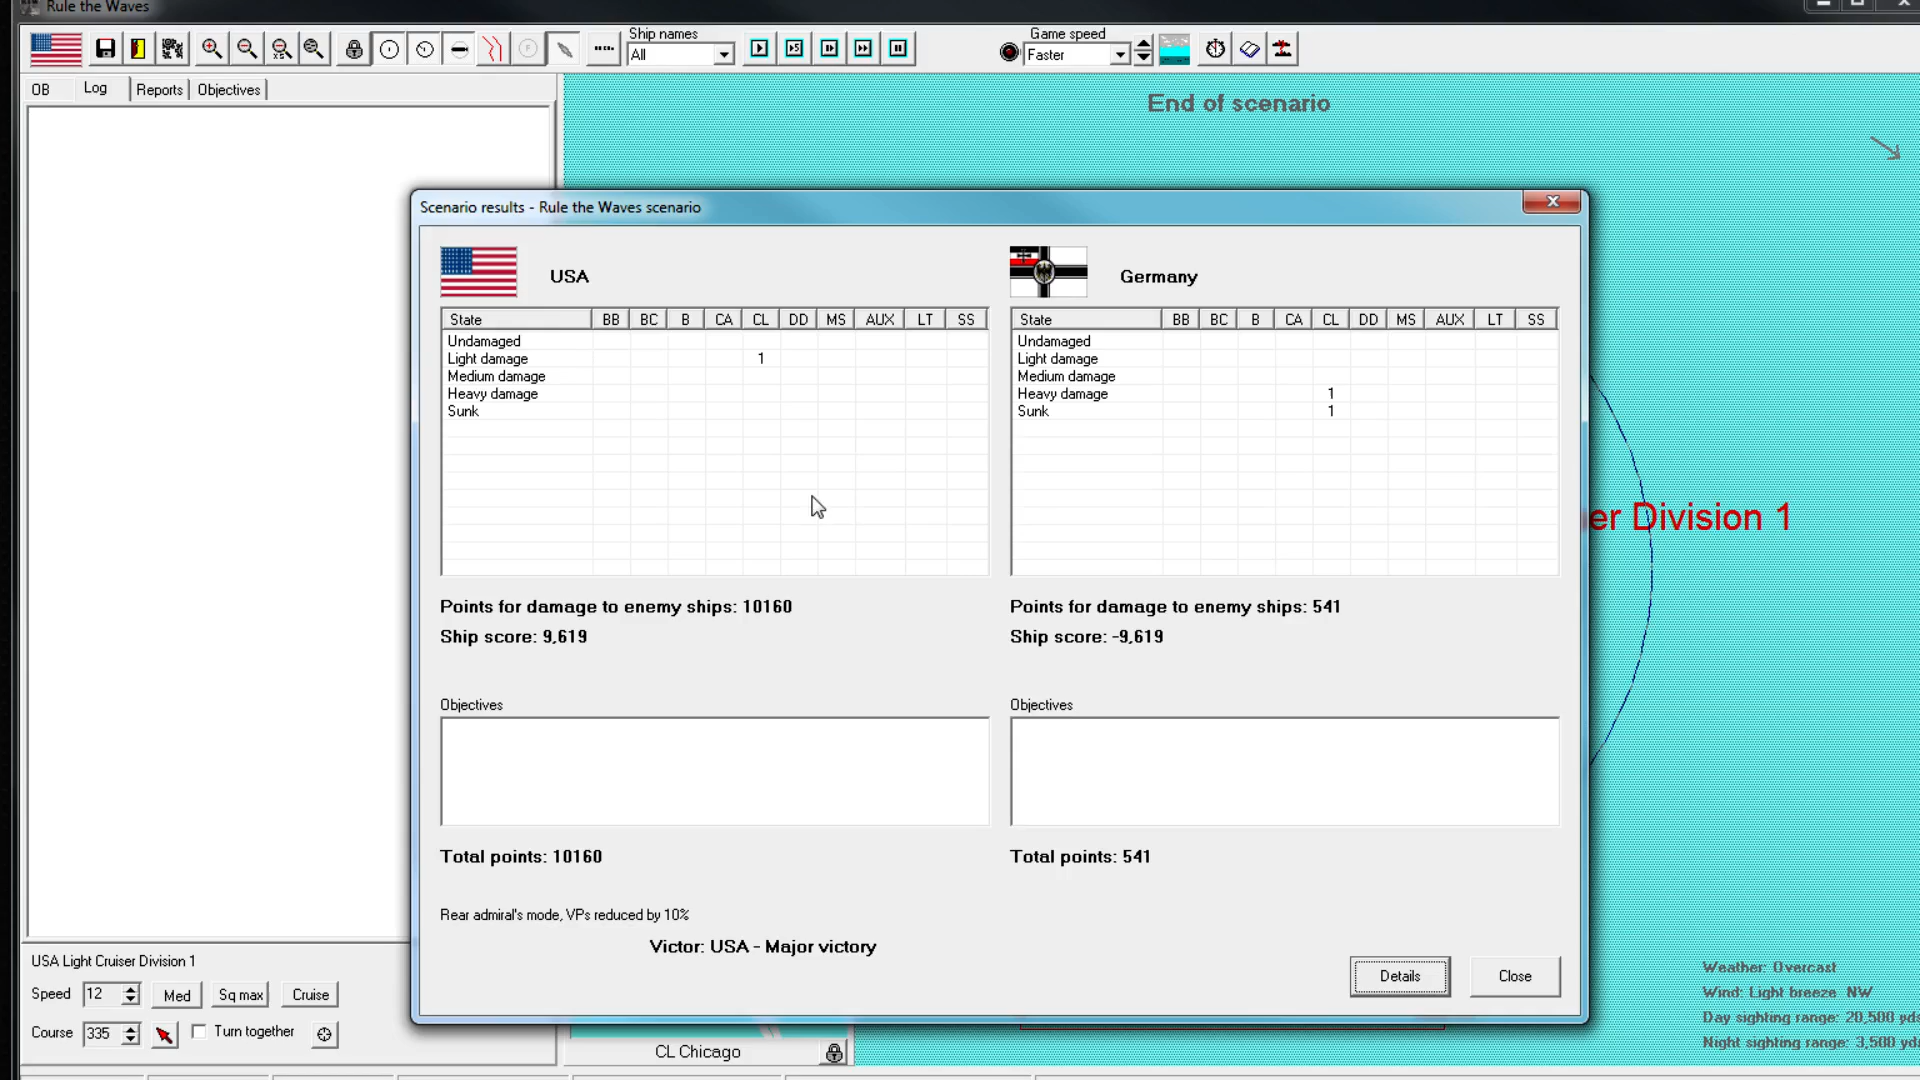 Rule the Waves
Ship names
All
Game speed
Faster
OB Log Reports Objectives
End of scenario
Scenario results - Rule the Waves scenario
USA
Germany
State BB BC B CA CL DD MS AUX LT SS
Undamaged
Light damage 1
Medium damage
Heavy damage
Sunk
State BB BC B CA CL DD MS AUX LT SS
Undamaged
Light damage
Medium damage
Heavy damage 1
Sunk 1
er Division 1
Points for damage to enemy ships: 10160
Ship score: 9,619
Points for damage to enemy ships: 541
Ship score: -9,619
Objectives
Objectives
Total points: 10160
Total points: 541
Rear admiral's mode, VPs reduced by 10%
Victor: USA - Major victory
Details
Close
USA Light Cruiser Division 1
Speed 12 Med Sq max Cruise
Course 335 Turn together
CL Chicago
Weather: Overcast
Wind: Light breeze NW
Day sighting range: 20,500 yds
Night sighting range: 3,500 yds